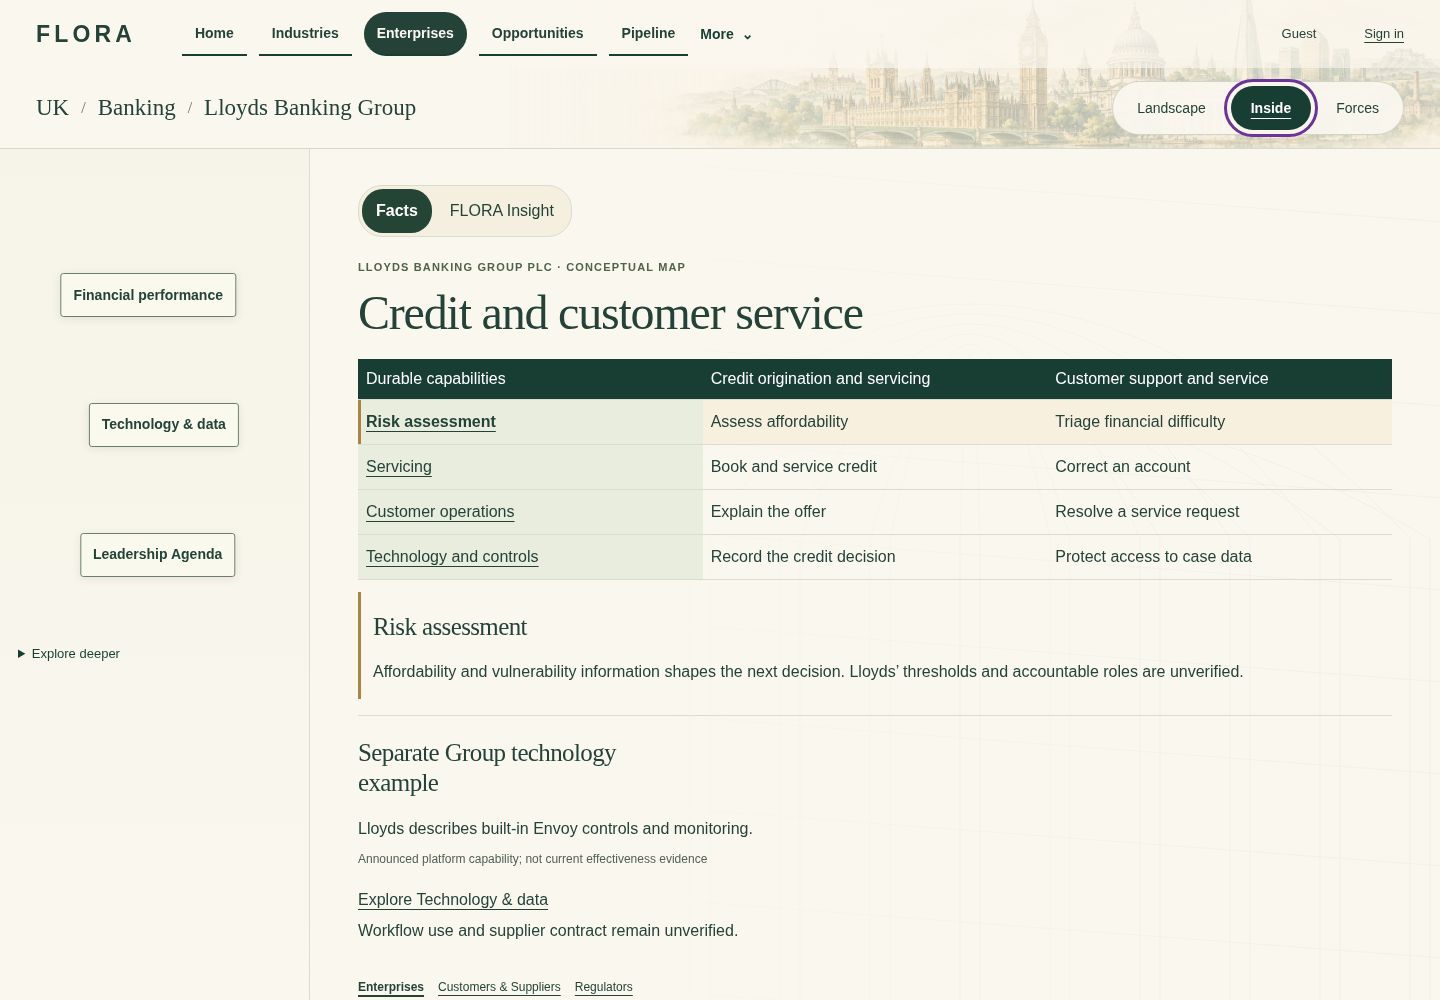 FLORA
Home Industries Enterprises Opportunities Pipeline More
Guest Sign in
UK / Banking / Lloyds Banking Group
Landscape Inside Forces
Financial performance
Technology & data
Leadership Agenda
Explore deeper
Facts FLORA Insight
LLOYDS BANKING GROUP PLC · CONCEPTUAL MAP
Credit and customer service
Durable capabilities Credit origination and servicing Customer support and service
Risk assessment Assess affordability Triage financial difficulty
Servicing Book and service credit Correct an account
Customer operations Explain the offer Resolve a service request
Technology and controls Record the credit decision Protect access to case data
Risk assessment
Affordability and vulnerability information shapes the next decision. Lloyds’ thresholds and accountable roles are unverified.
Separate Group technology
example
Lloyds describes built-in Envoy controls and monitoring.
Announced platform capability; not current effectiveness evidence
Explore Technology & data
Workflow use and supplier contract remain unverified.
Enterprises Customers & Suppliers Regulators